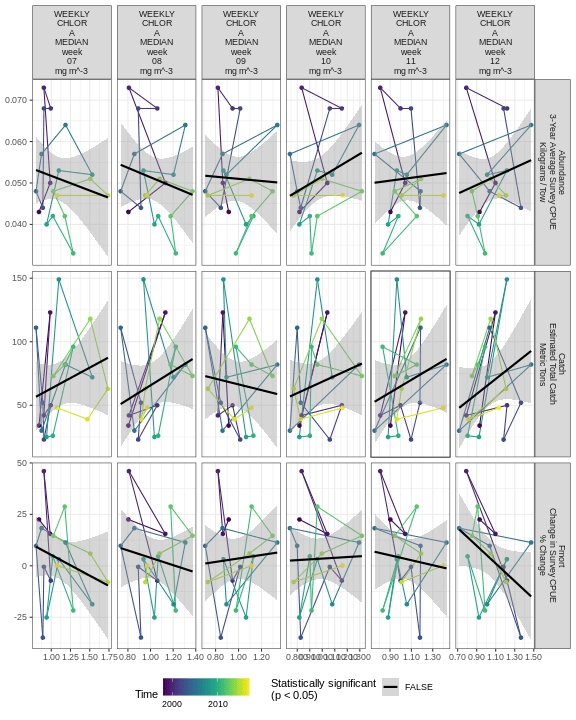 WEEKLY
CHLOR
A
MEDIAN
week
07
mg m^-3
WEEKLY
CHLOR
A
MEDIAN
week
08
mg m^-3
WEEKLY
CHLOR
A
MEDIAN
week
09
mg m^-3
WEEKLY
CHLOR
A
MEDIAN
week
10
mg m^-3
WEEKLY
CHLOR
A
MEDIAN
week
11
mg m^-3
WEEKLY
CHLOR
A
MEDIAN
week
12
mg m^-3
0.070
0.060
0.050
0.040
Abundance
3-Year Average Survey CPUE
Kilograms / Tow
150
100
50
Catch
Estimated Total Catch
Metric Tons
50
25
0
-25
Fmort
Change in Survey CPUE
% Change
1.00 1.25 1.50 1.75
0.80 1.00 1.20 1.40
0.80 1.00 1.20
0.90 1.10 1.30
0.70 0.90 1.10 1.30 1.50
Time
2000 2010
Statistically significant
(p < 0.05)
FALSE